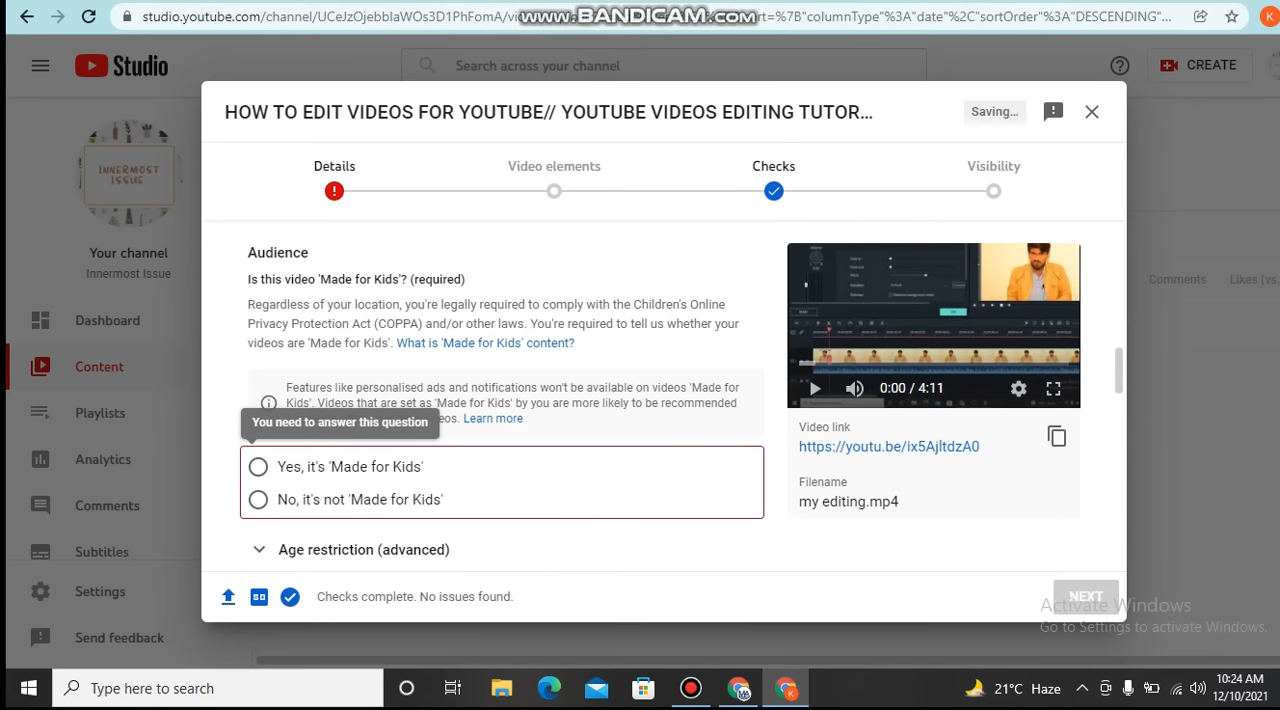 studio.youtube.com/channel/UCeJzOjebbIaWOs3D1PhFomA/vi
www.BANDICAM.com
ort=%7B"columnType"%3A"date"%2C"sortOrder"%3A"DESCENDING"...
K
Studio
Search across your channel
CREATE
HOW TO EDIT VIDEOS FOR YOUTUBE// YOUTUBE VIDEOS EDITING TUTOR...
Saving...
Details
Video elements
Checks
Visibility
INNERMOST
ISSUE
Your channel
Innermost Issue
Dashboard
Content
Playlists
Analytics
Comments
Subtitles
Settings
Send feedback
Audience
Is this video 'Made for Kids'? (required)
Regardless of your location, you're legally required to comply with the Children's Online
Privacy Protection Act (COPPA) and/or other laws. You're required to tell us whether your
videos are 'Made for Kids'. What is 'Made for Kids' content?
Features like personalised ads and notifications won't be available on videos 'Made for
Kids'. Videos that are set as 'Made for Kids' by you are more likely to be recommended
eos. Learn more
You need to answer this question
Yes, it's 'Made for Kids'
No, it's not 'Made for Kids'
Age restriction (advanced)
0:00 / 4:11
Video link
https://youtu.be/ix5AjltdzA0
Filename
my editing.mp4
Comments
Likes (vs.
SD
Checks complete. No issues found.
NEXT
Activate Windows
Go to Settings to activate Windows.
Type here to search
K
21°C Haze
10:24 AM
12/10/2021